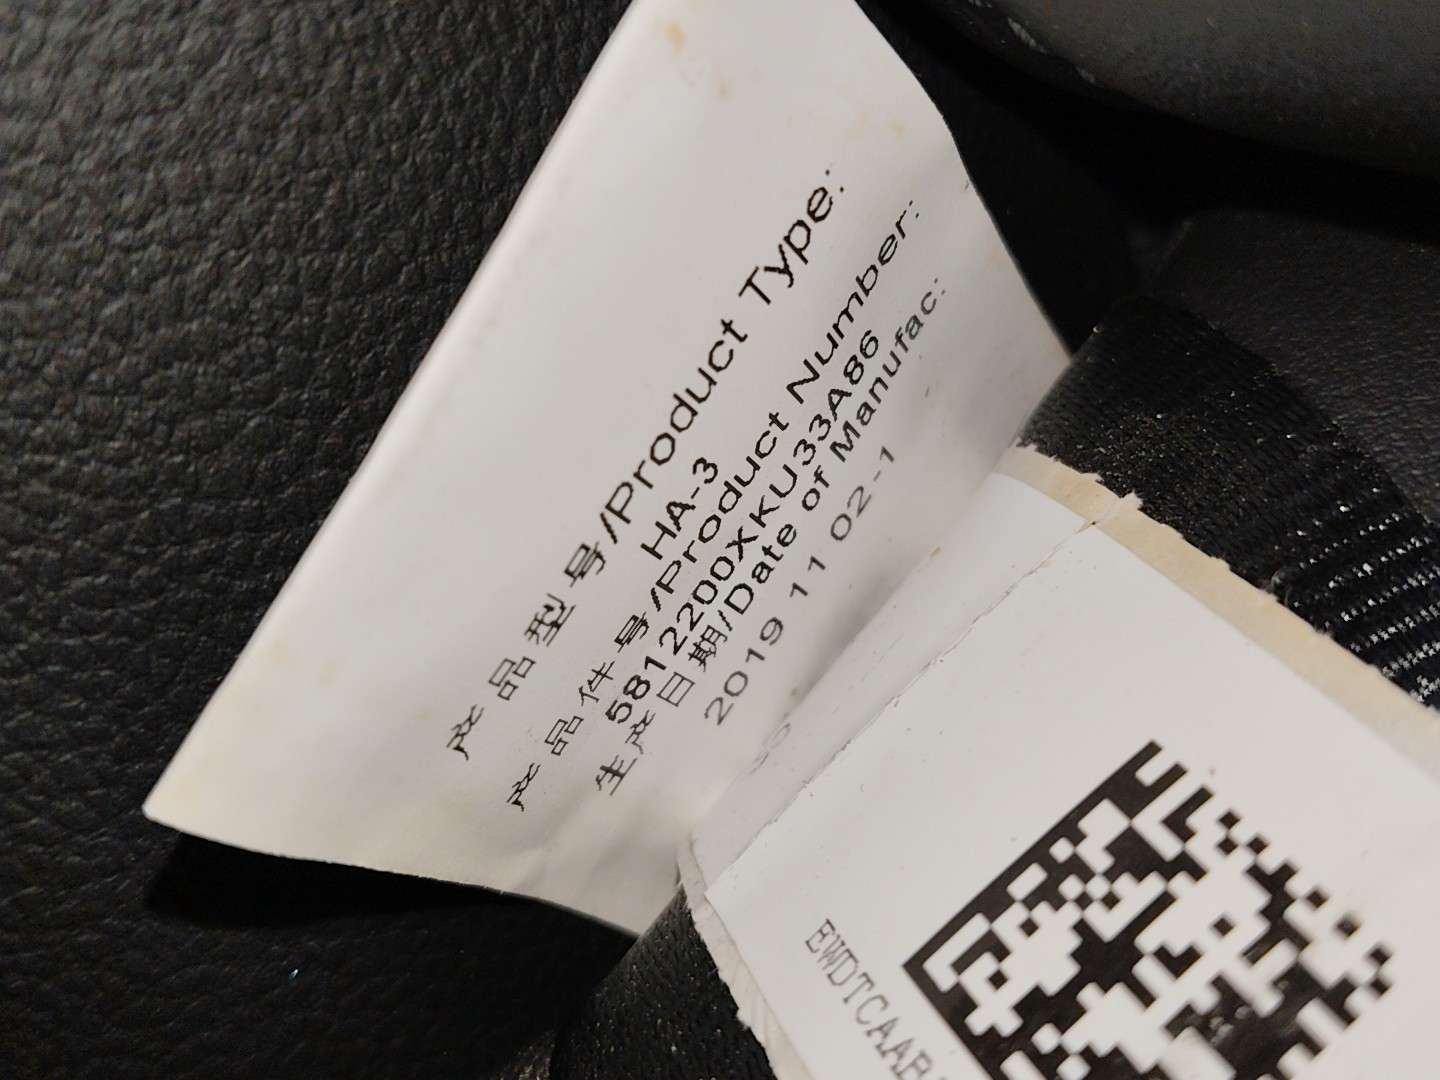 产品型号/Product Type:
HA-3
产品件号/Product Number:
5812200XKU33A86
生产日期/Date of Manufac:
2019 11 02-1
EWDTCAAB